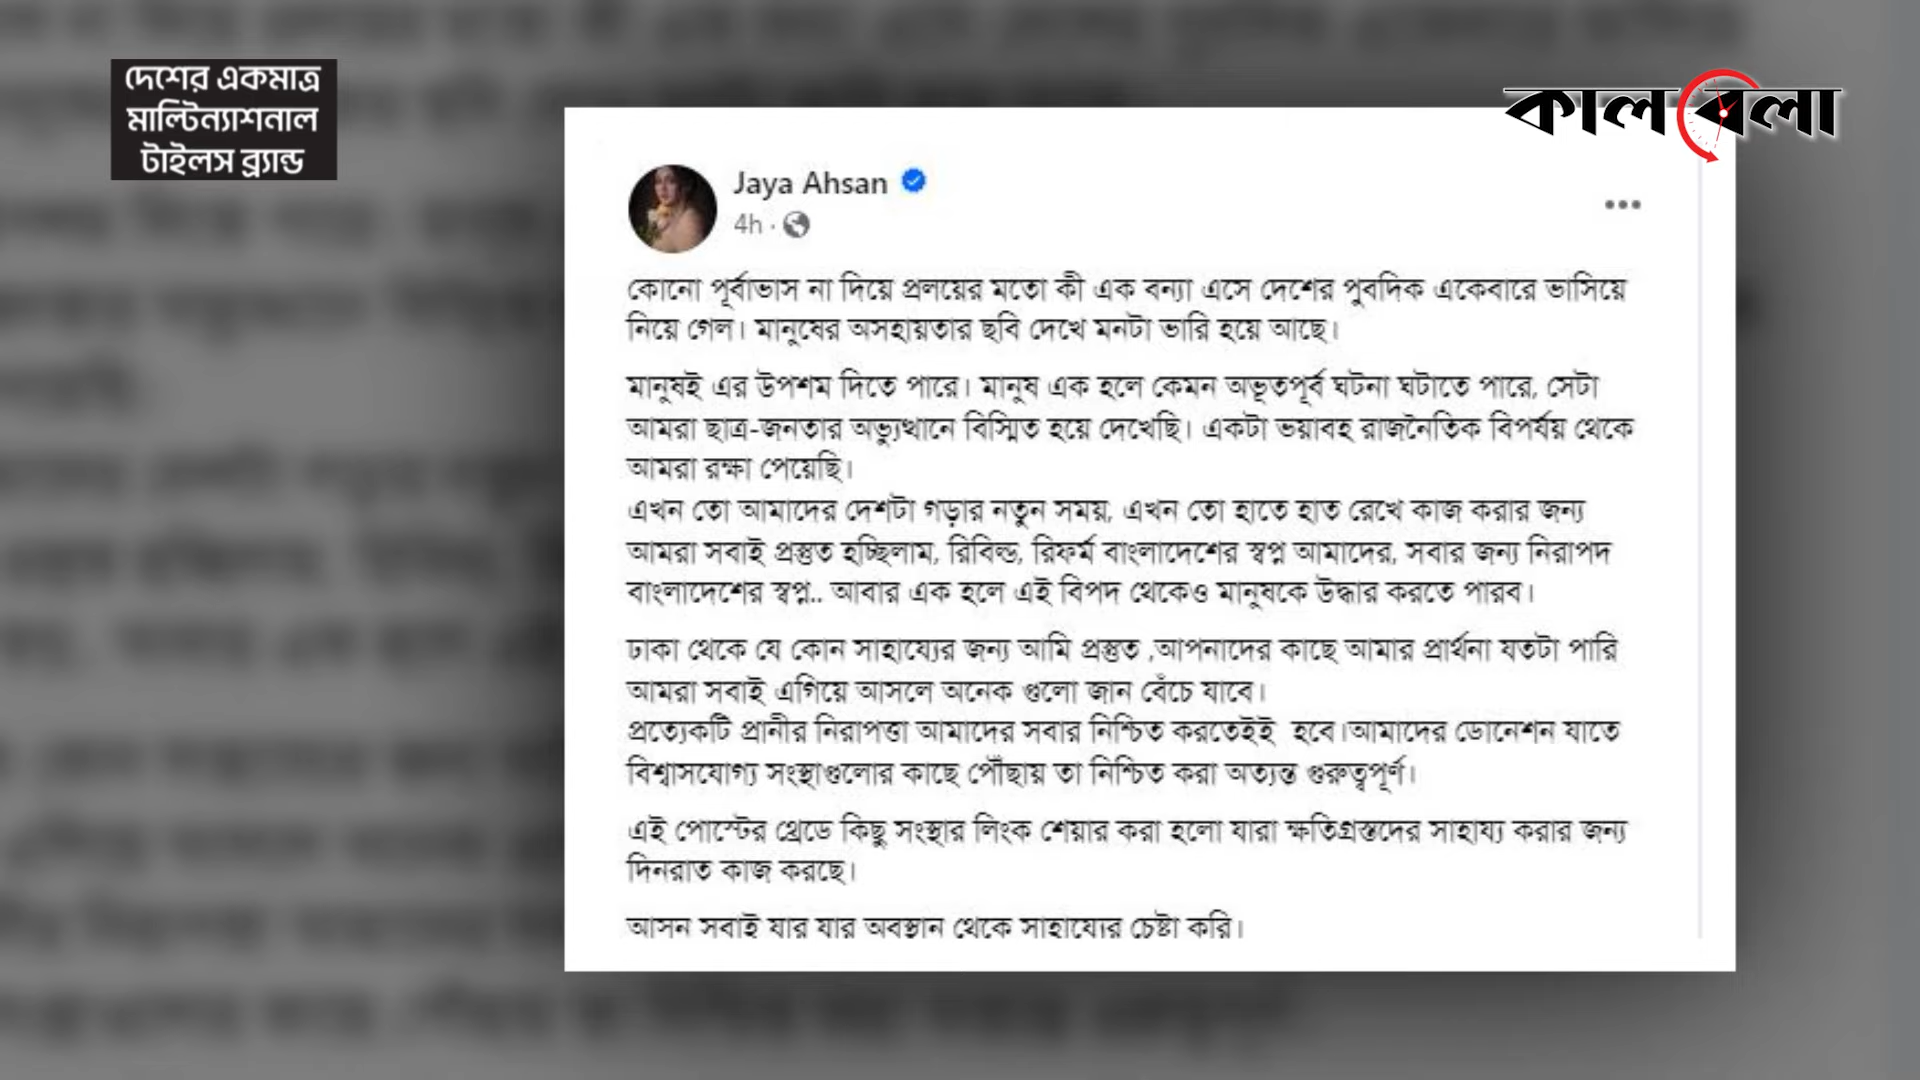 দেশের একমাত্র
মাল্টিন্যাশনাল
টাইলস ব্র্যান্ড
কালবেলা
Jaya Ahsan
4h ·
কোনো পূর্বাভাস না দিয়ে প্রলয়ের মতো কী এক বন্যা এসে দেশের পুবদিক একেবারে ভাসিয়ে
নিয়ে গেল। মানুষের অসহায়তার ছবি দেখে মনটা ভারি হয়ে আছে।
মানুষই এর উপশম দিতে পারে। মানুষ এক হলে কেমন অভূতপূর্ব ঘটনা ঘটাতে পারে, সেটা
আমরা ছাত্র-জনতার অভ্যুত্থানে বিস্মিত হয়ে দেখেছি। একটা ভয়াবহ রাজনৈতিক বিপর্যয় থেকে
আমরা রক্ষা পেয়েছি।
এখন তো আমাদের দেশটা গড়ার নতুন সময়, এখন তো হাতে হাত রেখে কাজ করার জন্য
আমরা সবাই প্রস্তুত হচ্ছিলাম, রিবিল্ড, রিফর্ম বাংলাদেশের স্বপ্ন আমাদের, সবার জন্য নিরাপদ
বাংলাদেশের স্বপ্ন.. আবার এক হলে এই বিপদ থেকেও মানুষকে উদ্ধার করতে পারব।
ঢাকা থেকে যে কোন সাহায্যের জন্য আমি প্রস্তুত ,আপনাদের কাছে আমার প্রার্থনা যতটা পারি
আমরা সবাই এগিয়ে আসলে অনেক গুলো জান বেঁচে যাবে।
প্রত্যেকটি প্রানীর নিরাপত্তা আমাদের সবার নিশ্চিত করতেইই  হবে।আমাদের ডোনেশন যাতে
বিশ্বাসযোগ্য সংস্থাগুলোর কাছে পৌঁছায় তা নিশ্চিত করা অত্যন্ত গুরুত্বপূর্ণ।
এই পোস্টের থ্রেডে কিছু সংস্থার লিংক শেয়ার করা হলো যারা ক্ষতিগ্রস্তদের সাহায্য করার জন্য
দিনরাত কাজ করছে।
আসন সবাই যার যার অবস্থান থেকে সাহায্যের চেষ্টা করি।